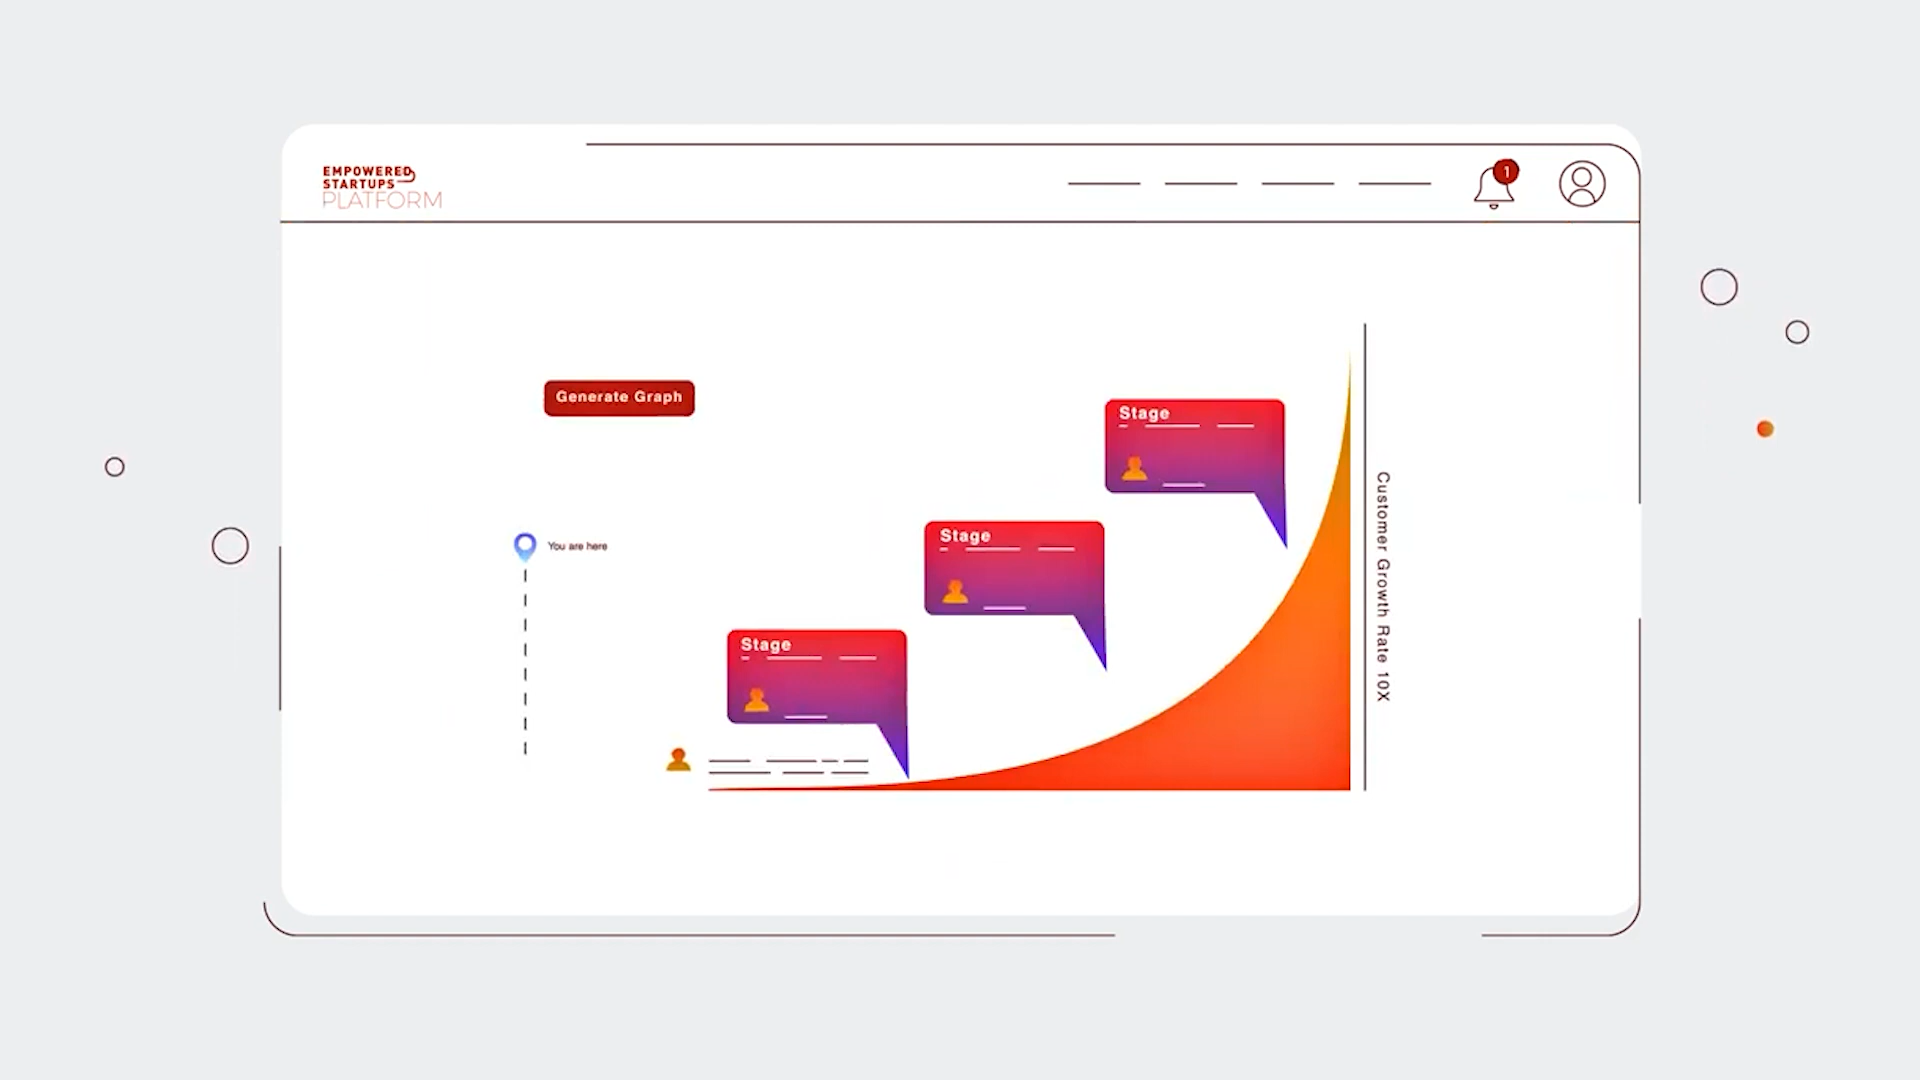 EMPOWERED
STARTUPS
PLATFORM
1
Generate Graph
Stage
You are here
Stage
Stage
Customer Growth Rate 10X